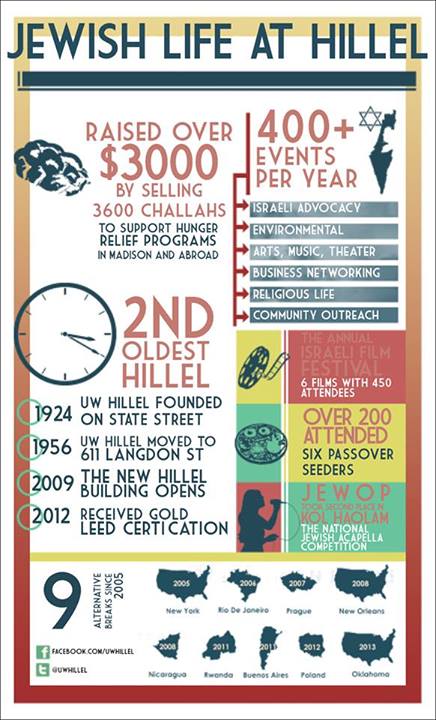 JEWISH LIFE AT HILLEL
RAISED OVER
$3000
BY SELLING
3600 CHALLAHS
TO SUPPORT HUNGER
RELIEF PROGRAMS
IN MADISON AND ABROAD
400+
EVENTS
PER YEAR
ISRAELI ADVOCACY
ENVIRONMENTAL
ARTS, MUSIC, THEATER
BUSINESS NETWORKING
RELIGIOUS LIFE
COMMUNITY OUTREACH
2ND
OLDEST
HILLEL
1924 UW HILLEL FOUNDED
ON STATE STREET
1956 UW HILLEL MOVED TO
611 LANGDON ST
2009 THE NEW HILLEL
BUILDING OPENS
2012 RECEIVED GOLD
LEED CERTICATION
THE ANNUAL
ISRAELI FILM
FESTIVAL
6 FILMS WITH 450
ATTENDEES
OVER 200
ATTENDED
SIX PASSOVER
SEEDERS
JEWOP
TOOK SECOND PLACE IN
KOL HAOLAM
THE NATIONAL
JEWISH ACAPELLA
COMPETITION
9
ALTERNATIVE
BREAKS SINCE
2005
2005
New York
2006
Rio De Janeiro
2007
Prague
2008
New Orleans
2008
Nicaragua
2011
Rwanda
2011
Buenos Aires
2012
Poland
2013
Oklahoma
FACEBOOK.COM/UWHILLEL
@UWHILLEL